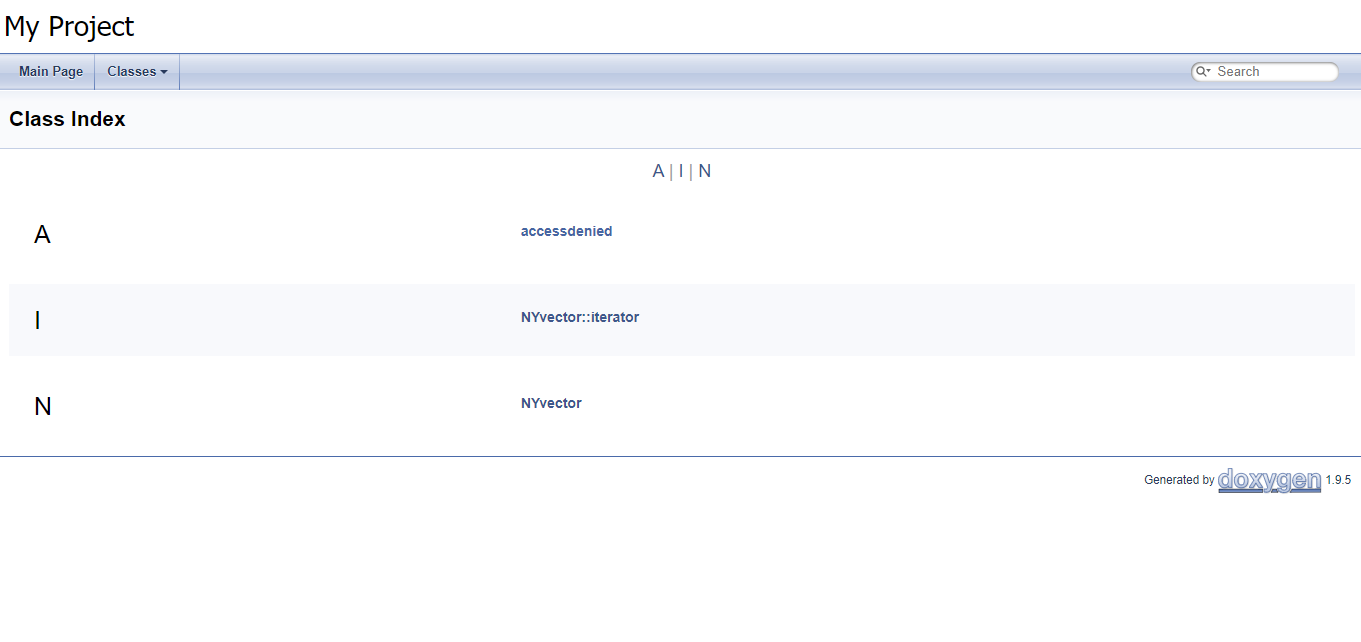 My Project
Main Page Classes Search
Class Index
A | I | N
A accessdenied
I NYvector::iterator
N NYvector
Generated by doxygen 1.9.5